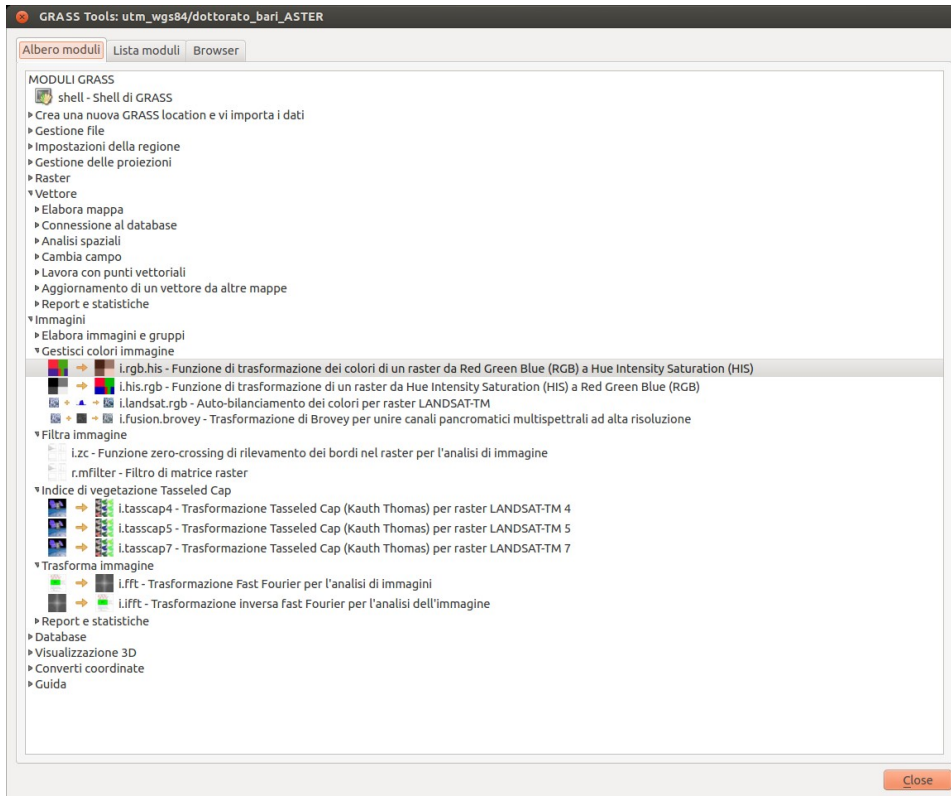 GRASS Tools: utm_wgs84/dottorato_bari_ASTER
Albero moduli Lista moduli Browser
MODULI GRASS
shell - Shell di GRASS
Crea una nuova GRASS location e vi importa i dati
Gestione file
Impostazioni della regione
Gestione delle proiezioni
Raster
Vettore
Elabora mappa
Connessione al database
Analisi spaziali
Cambia campo
Lavora con punti vettoriali
Aggiornamento di un vettore da altre mappe
Report e statistiche
Immagini
Elabora immagini e gruppi
Gestisci colori immagine
i.rgb.his - Funzione di trasformazione dei colori di un raster da Red Green Blue (RGB) a Hue Intensity Saturation (HIS)
i.his.rgb - Funzione di trasformazione di un raster da Hue Intensity Saturation (HIS) a Red Green Blue (RGB)
i.landsat.rgb - Auto-bilanciamento dei colori per raster LANDSAT-TM
i.fusion.brovey - Trasformazione di Brovey per unire canali pancromatici multispettrali ad alta risoluzione
Filtra immagine
i.zc - Funzione zero-crossing di rilevamento dei bordi nel raster per l'analisi di immagine
r.mfilter - Filtro di matrice raster
Indice di vegetazione Tasseled Cap
i.tasscap4 - Trasformazione Tasseled Cap (Kauth Thomas) per raster LANDSAT-TM 4
i.tasscap5 - Trasformazione Tasseled Cap (Kauth Thomas) per raster LANDSAT-TM 5
i.tasscap7 - Trasformazione Tasseled Cap (Kauth Thomas) per raster LANDSAT-TM 7
Trasforma immagine
i.fft - Trasformazione Fast Fourier per l'analisi di immagini
i.ifft - Trasformazione inversa fast Fourier per l'analisi dell'immagine
Report e statistiche
Database
Visualizzazione 3D
Converti coordinate
Guida
Close